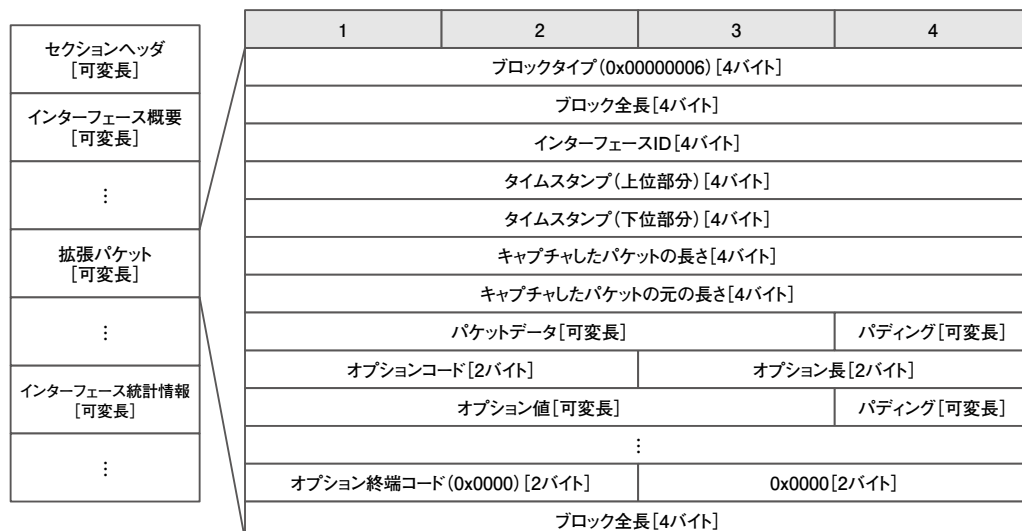 セクションヘッダ
[可変長]
インターフェース概要
[可変長]
⋮
拡張パケット
[可変長]
⋮
インターフェース統計情報
[可変長]
⋮
1 2 3 4
ブロックタイプ(0x00000006)[4バイト]
ブロック全長[4バイト]
インターフェースID[4バイト]
タイムスタンプ(上位部分)[4バイト]
タイムスタンプ(下位部分)[4バイト]
キャプチャしたパケットの長さ[4バイト]
キャプチャしたパケットの元の長さ[4バイト]
パケットデータ[可変長] パディング[可変長]
オプションコード[2バイト] オプション長[2バイト]
オプション値[可変長] パディング[可変長]
⋮
オプション終端コード(0x0000)[2バイト] 0x0000[2バイト]
ブロック全長[4バイト]